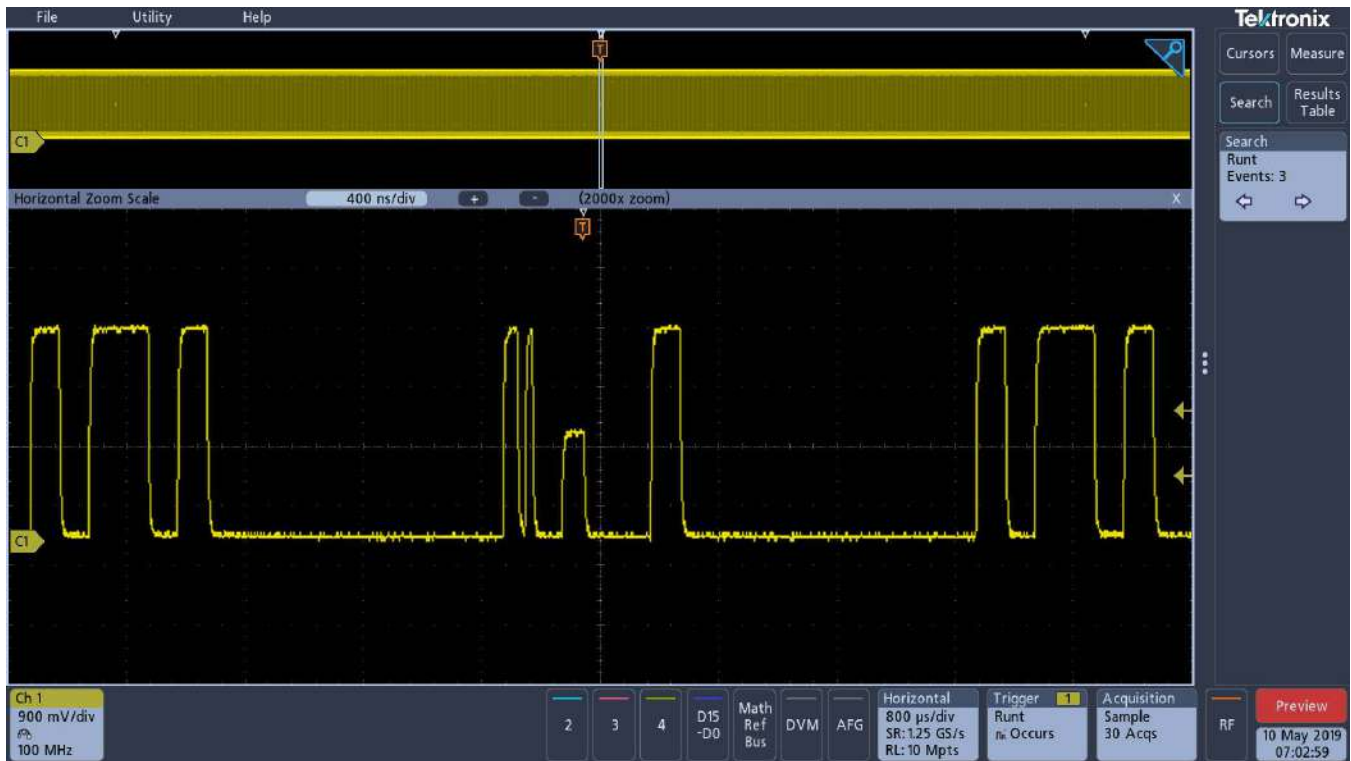 File Utility Help
Tektronix
T
Cursors Measure
Search Results Table
C1
Search
Runt
Events: 3
Horizontal Zoom Scale 400 ns/div + - (2000x zoom) X
T
C1
Ch 1
900 mV/div
100 MHz
2 3 4
D15
-D0
Math
Ref
Bus
DVM AFG
Horizontal
800 µs/div
SR: 1.25 GS/s
RL: 10 Mpts
Trigger 1
Runt
Occurs
Acquisition
Sample
30 Acqs
RF
Preview
10 May 2019
07:02:59